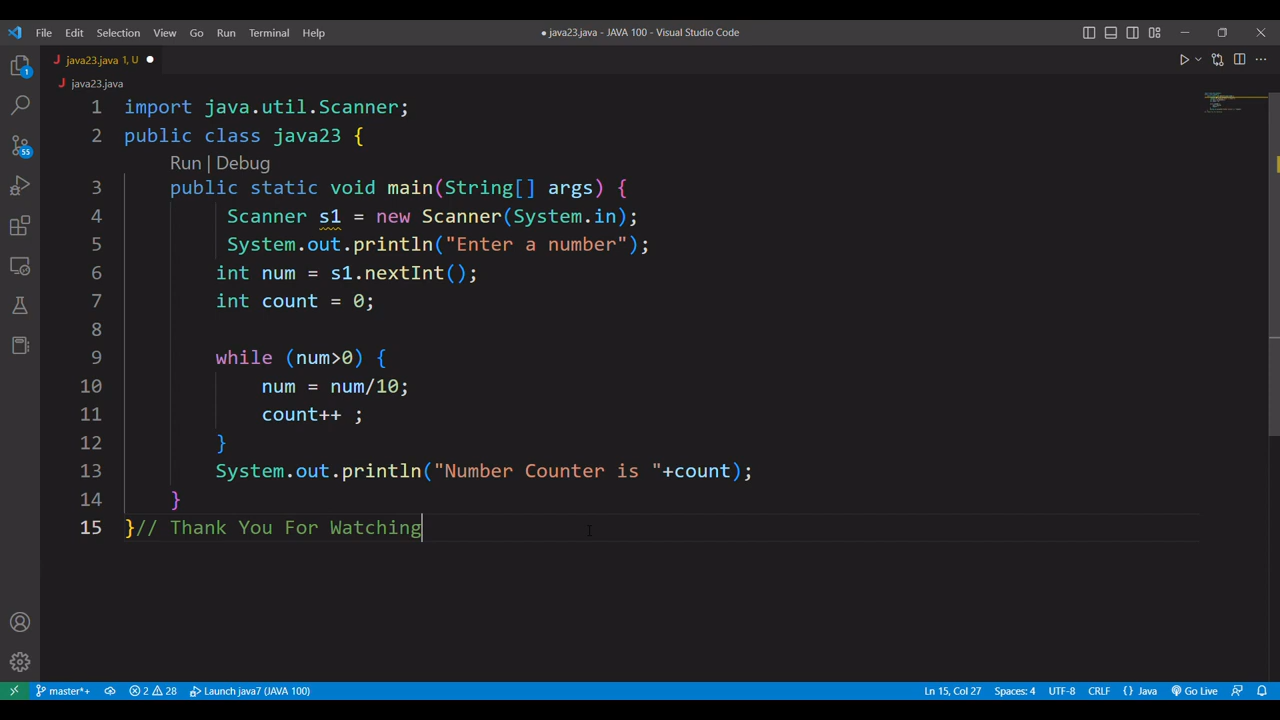 File Edit Selection View Go Run Terminal Help ● java23.java - JAVA 100 - Visual Studio Code
J java23.java 1, U ●
J java23.java
1 import java.util.Scanner;
2 public class java23 {
Run | Debug
3 public static void main(String[] args) {
4 Scanner s1 = new Scanner(System.in);
5 System.out.println("Enter a number");
6 int num = s1.nextInt();
7 int count = 0;
8
9 while (num>0) {
10 num = num/10;
11 count++ ;
12 }
13 System.out.println("Number Counter is "+count);
14 }
15 }// Thank You For Watching
1
55
master*+ 2 28 Launch java7 (JAVA 100) Ln 15, Col 27 Spaces: 4 UTF-8 CRLF {} Java Go Live